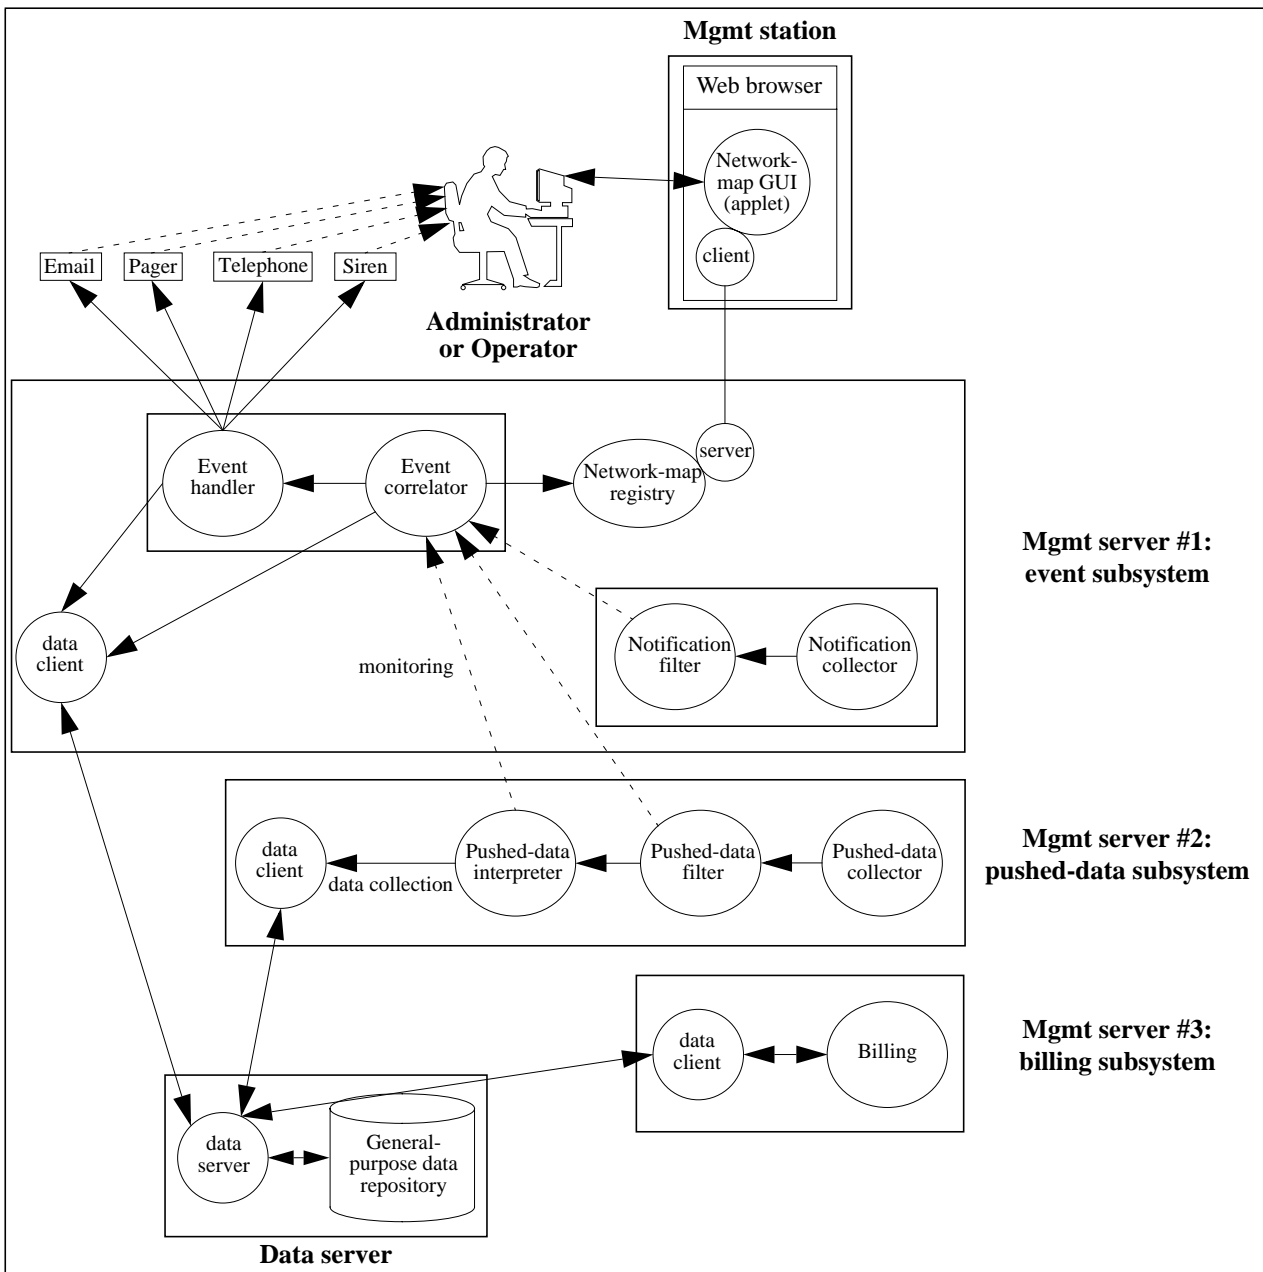 Mgmt station
Web browser
Network-
map GUI
(applet)
client
Email
Pager
Telephone
Siren
Administrator
or Operator
server
Event
handler
Event
correlator
Network-map
registry
Mgmt server #1:
event subsystem
data
client
monitoring
Notification
filter
Notification
collector
data
client
data collection
Pushed-data
interpreter
Pushed-data
filter
Pushed-data
collector
Mgmt server #2:
pushed-data subsystem
data
client
Billing
Mgmt server #3:
billing subsystem
data
server
General-
purpose data
repository
Data server